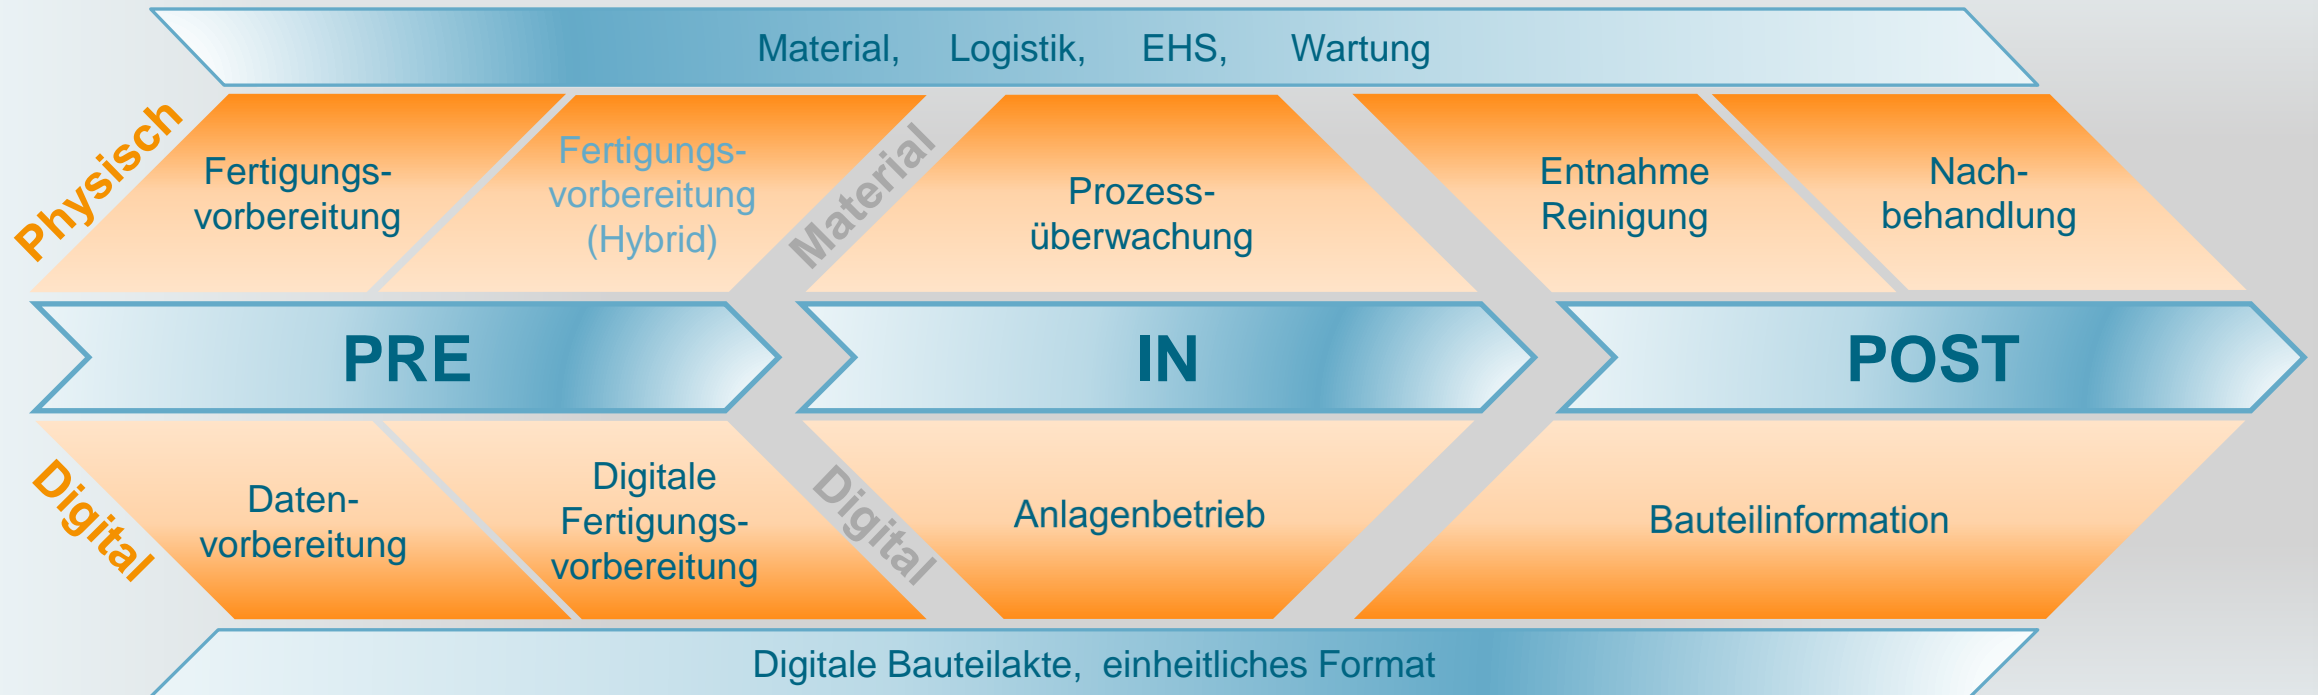 Material, Logistik, EHS, Wartung
Physisch
Fertigungs-
vorbereitung
Fertigungs-
vorbereitung
(Hybrid)
Material
Prozess-
überwachung
Entnahme
Reinigung
Nach-
behandlung
PRE
IN
POST
Digital
Daten-
vorbereitung
Digitale
Fertigungs-
vorbereitung
Digital
Anlagenbetrieb
Bauteilinformation
Digitale Bauteilakte, einheitliches Format